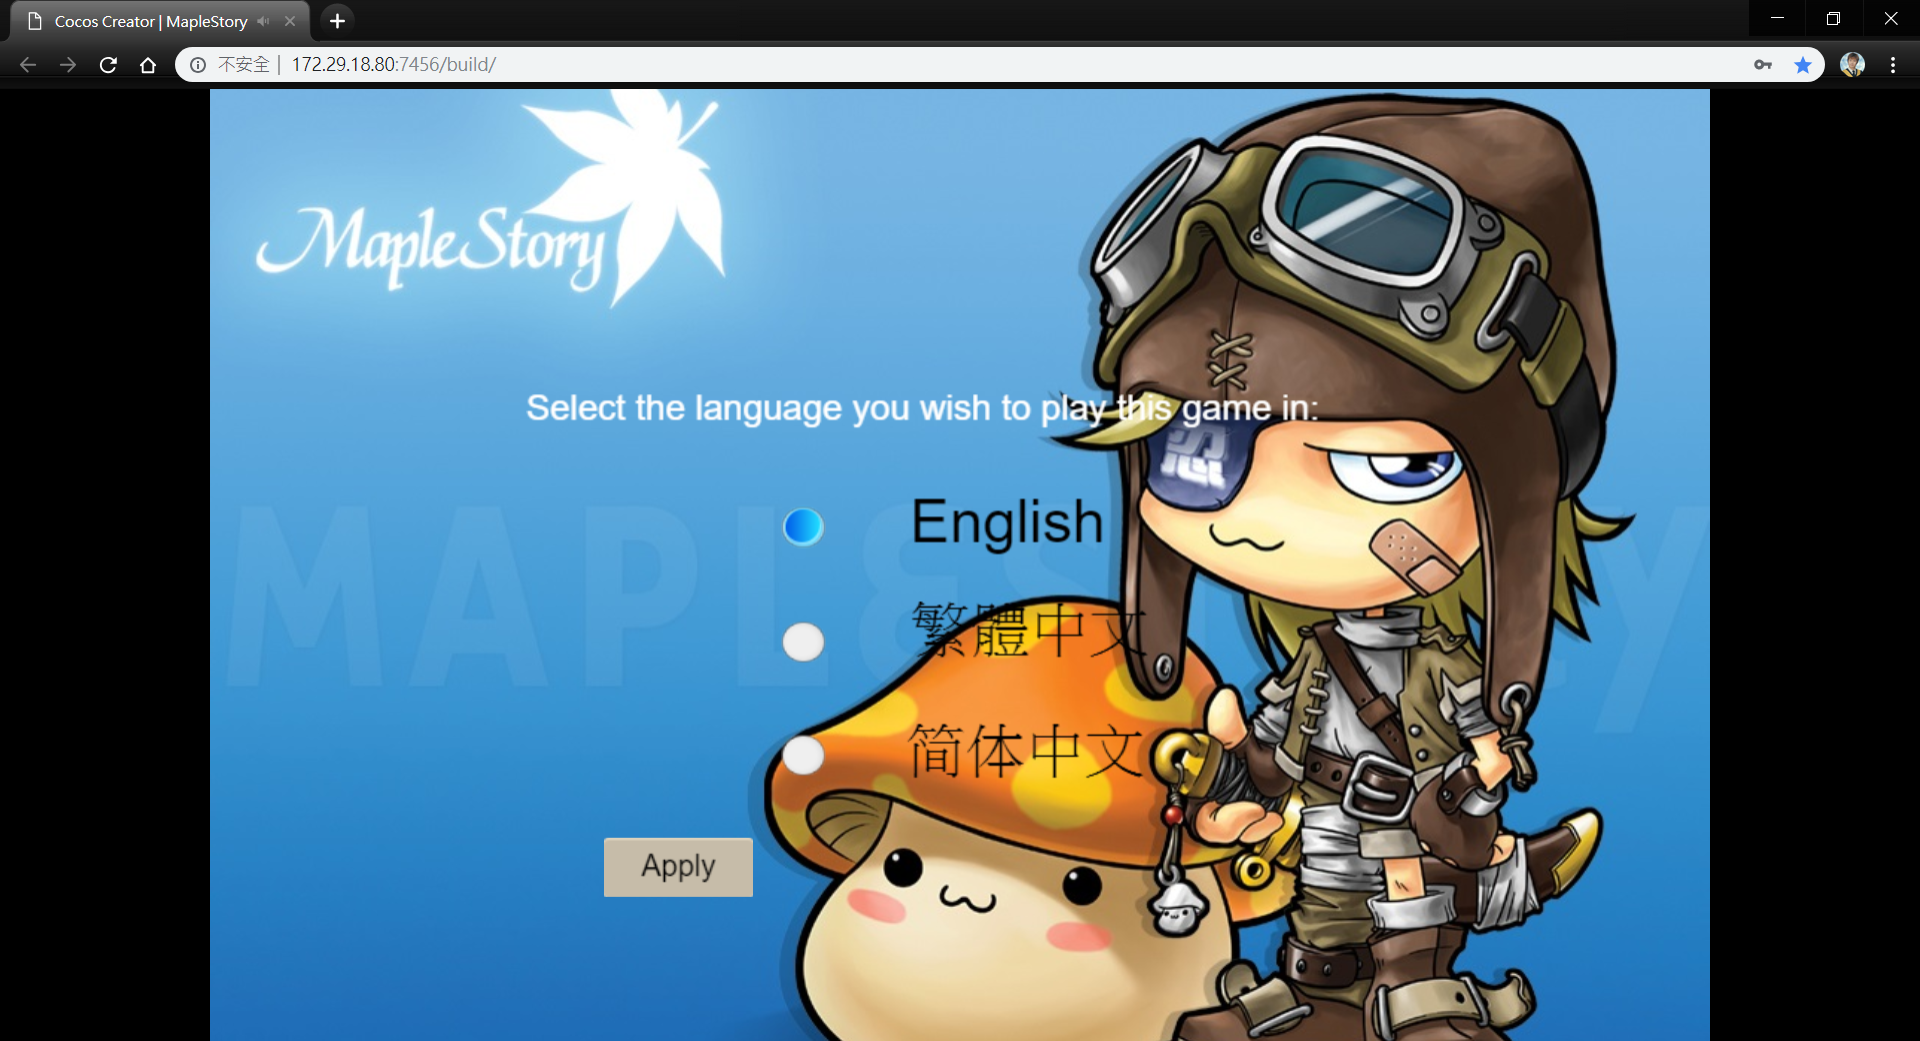 Cocos Creator | MapleStory
不安全 | 172.29.18.80:7456/build/
MapleStory
Select the language you wish to play this game in:
MAPLESTORY
English
繁體中文
简体中文
Apply